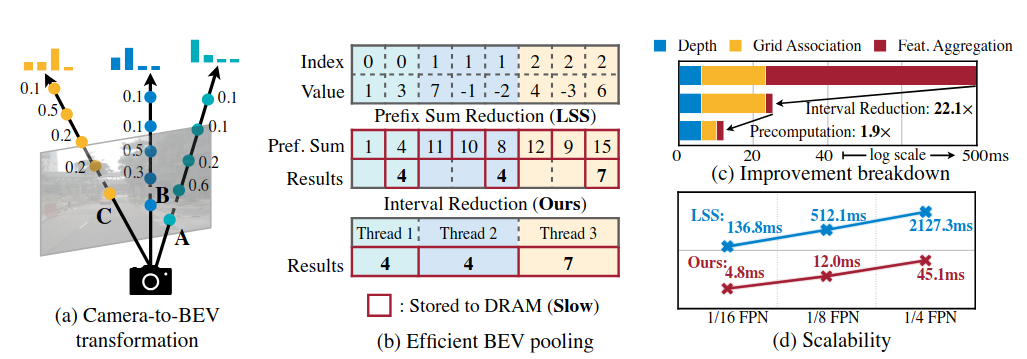 0.1
0.5
0.2
0.2
C
0.1
0.1
0.5
0.3
0.3
B
0.1
0.1
0.2
0.6
A
(a) Camera-to-BEV
transformation
Index 0 0 1 1 1 2 2 2
Value 1 3 7 -1 -2 4 -3 6
Prefix Sum Reduction (LSS)
Pref. Sum 1 4 11 10 8 12 9 15
Results 4 4 7
Interval Reduction (Ours)
Thread 1 Thread 2 Thread 3
Results 4 4 7
: Stored to DRAM (Slow)
(b) Efficient BEV pooling
Depth Grid Association Feat. Aggregation
Interval Reduction: 22.1×
Precomputation: 1.9×
0 20 40 log scale 500ms
(c) Improvement breakdown
LSS:
136.8ms 512.1ms 2127.3ms
Ours:
4.8ms 12.0ms 45.1ms
1/16 FPN 1/8 FPN 1/4 FPN
(d) Scalability